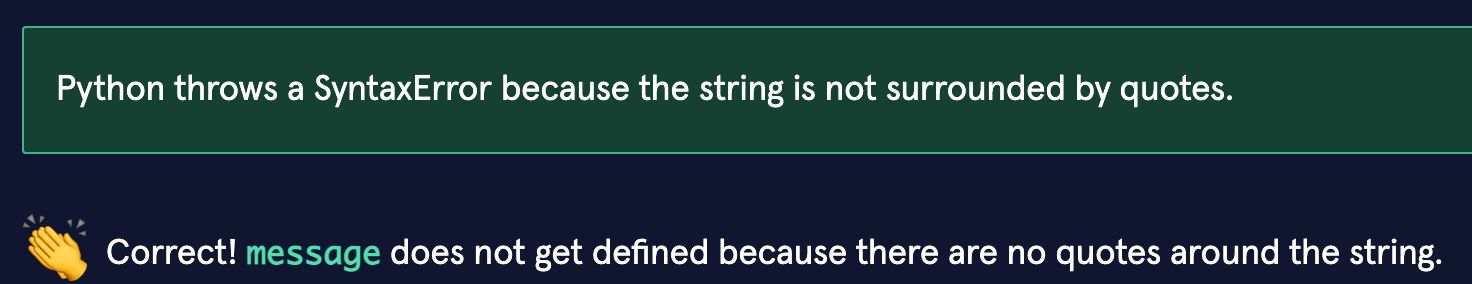 Python throws a SyntaxError because the string is not surrounded by quotes.
Correct! message does not get defined because there are no quotes around the string.